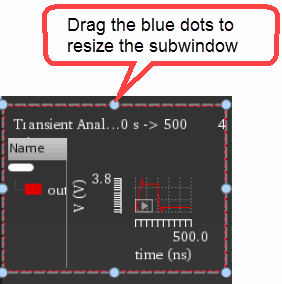 Drag the blue dots to
resize the subwindow
Transient Anal...0 s -> 500 4
Name
out
3.8
V (V)
500.0
time (ns)